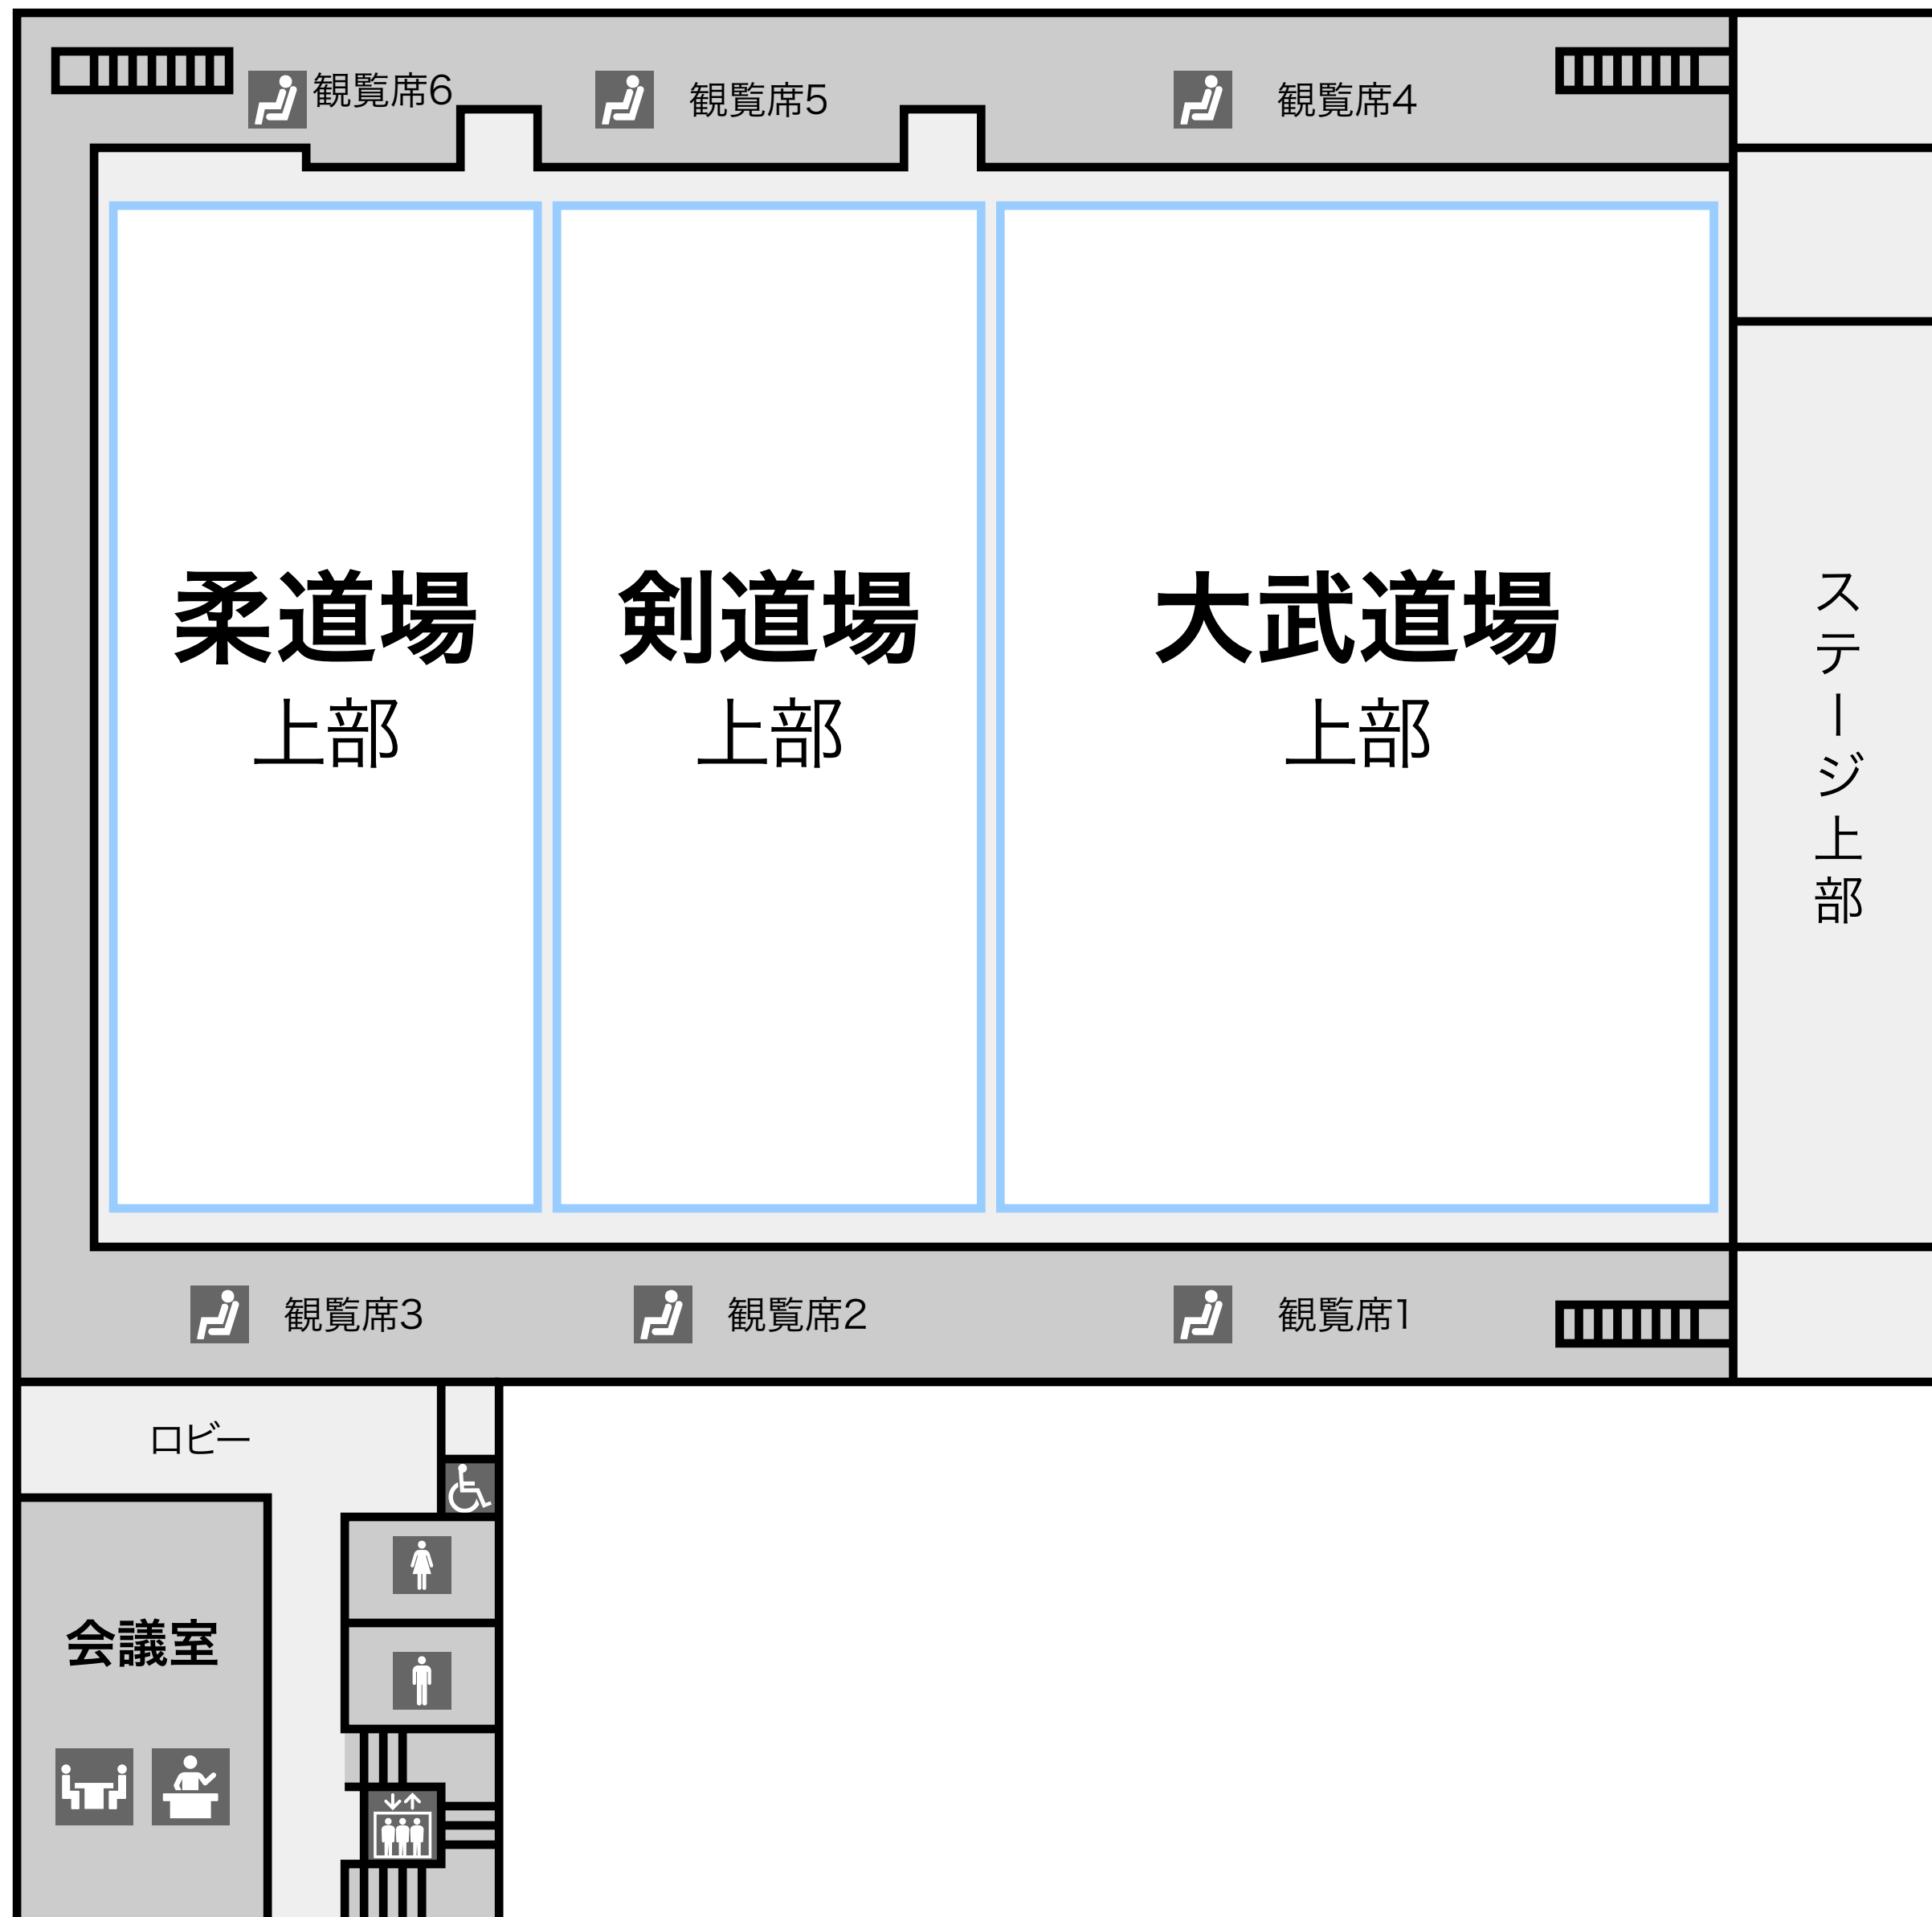 観覧席6
観覧席5
観覧席4
柔道場
上部
剣道場
上部
大武道場
上部
ステージ上部
観覧席3
観覧席2
観覧席1
ロビー
会議室